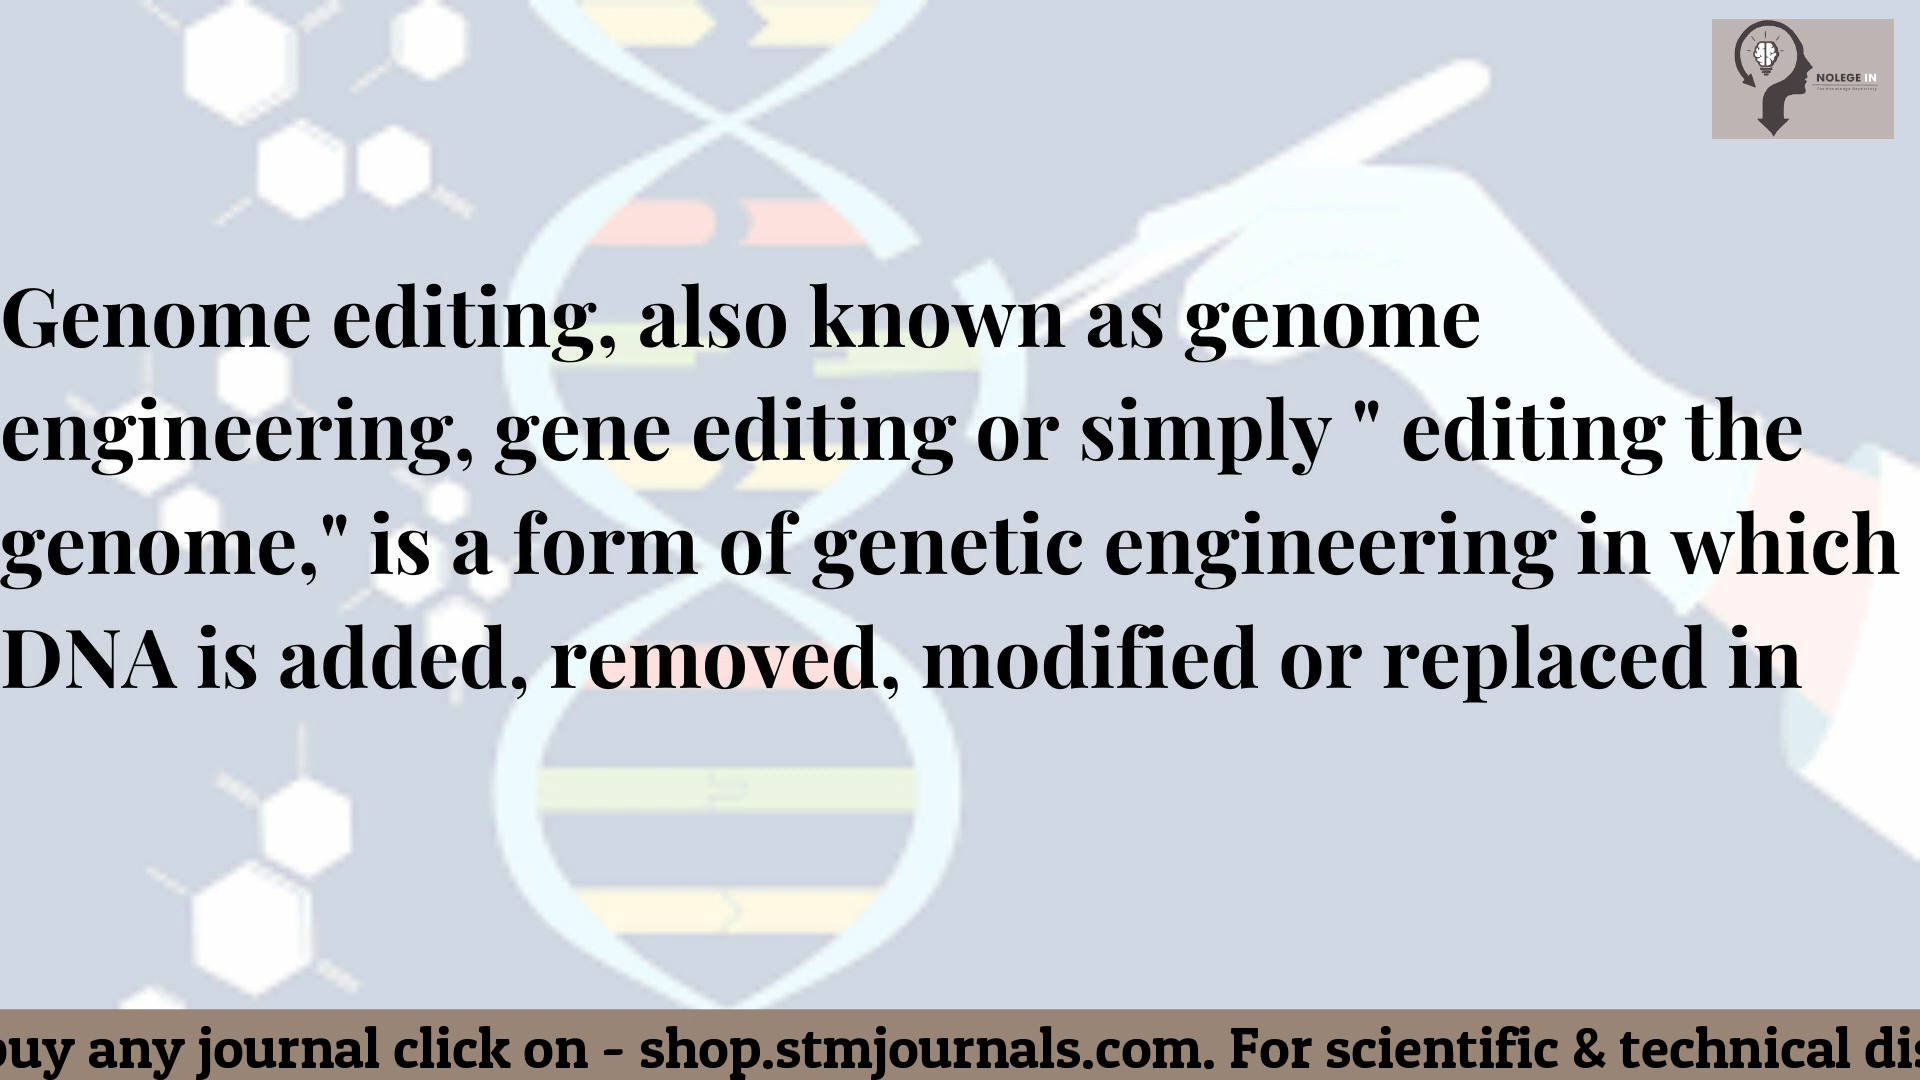 NOLEGE IN
Genome editing, also known as genome
engineering, gene editing or simply " editing the
genome," is a form of genetic engineering in which
DNA is added, removed, modified or replaced in
buy any journal click on - shop.stmjournals.com. For scientific & technical